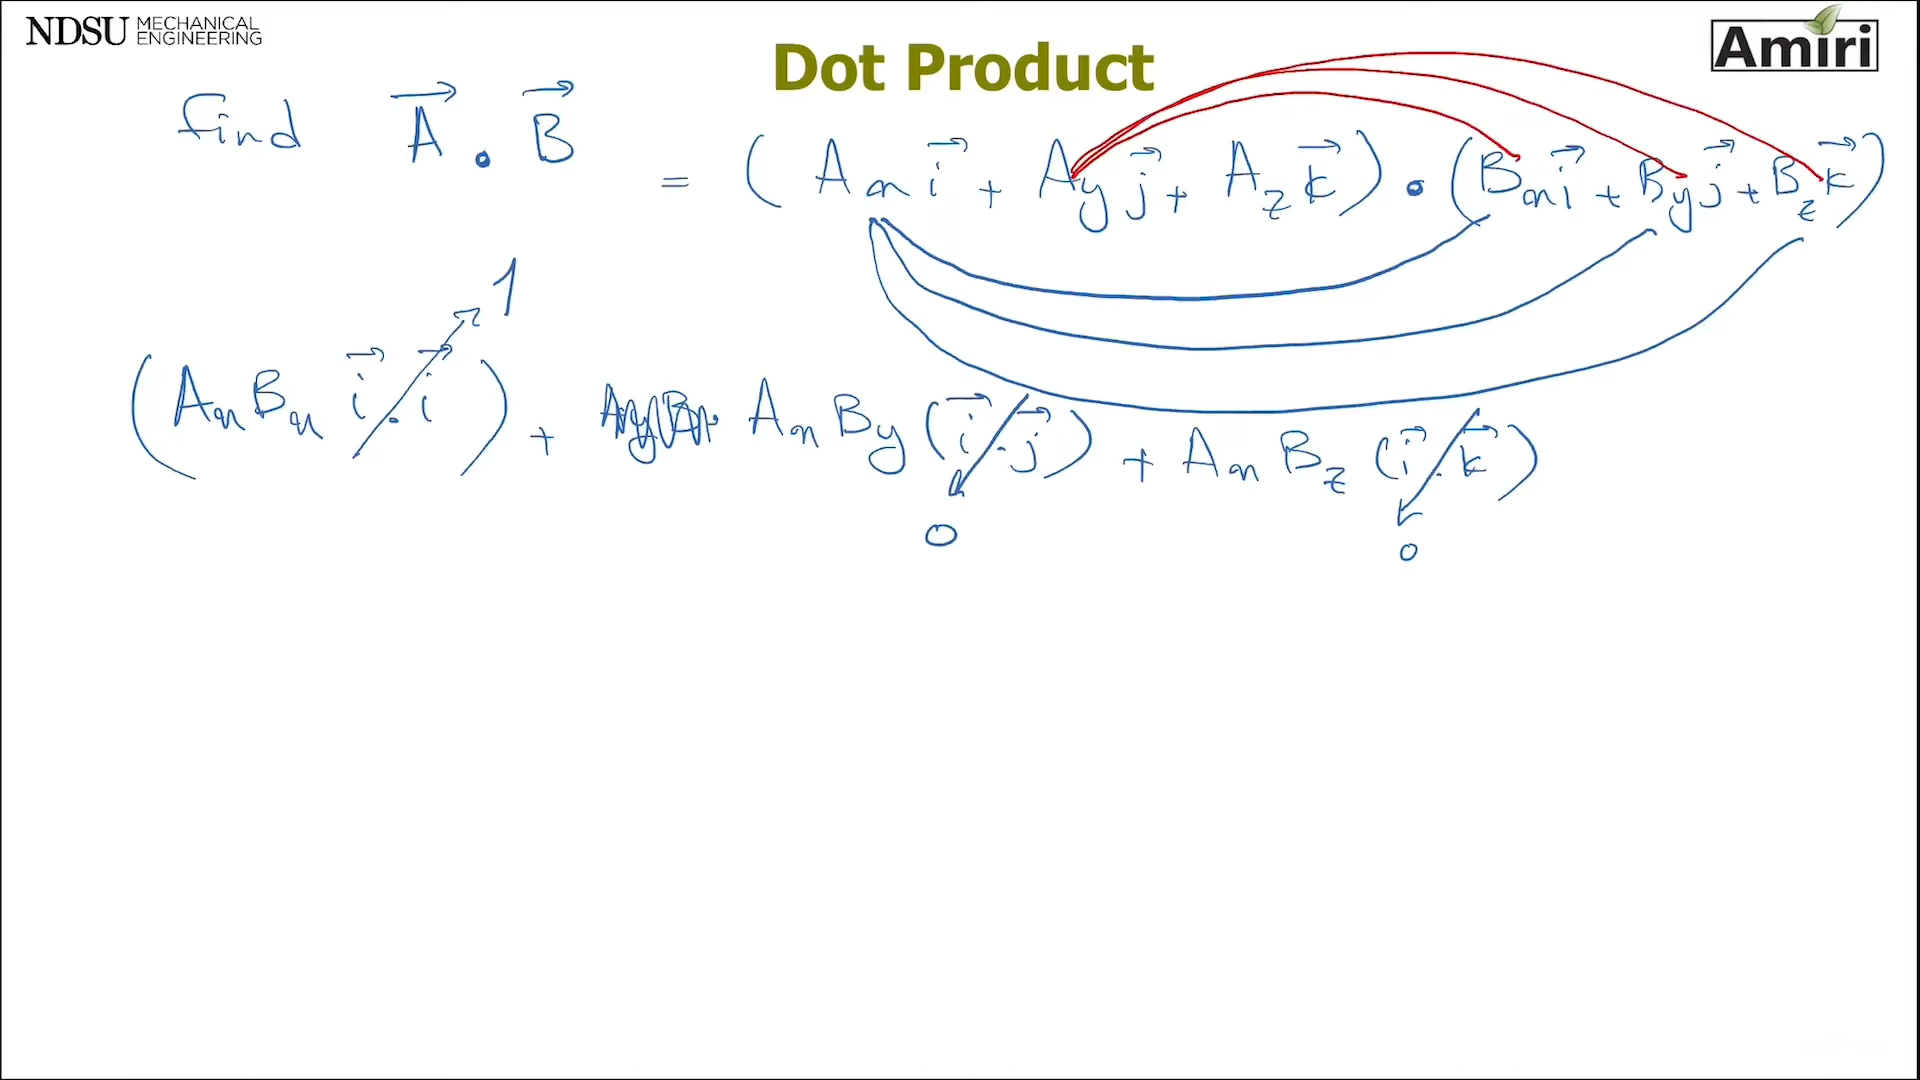 NDSU MECHANICAL ENGINEERING
Dot Product
Amiri
find A⃗ . B⃗
= (Ax i⃗ + Ay j⃗ + Az k⃗) • (Bx i⃗ + By j⃗ + Bz k⃗)
1
(Ax Bx i⃗ . i⃗) + Ax By (i⃗ . j⃗) + Ax Bz (i⃗ . k⃗)
0 0